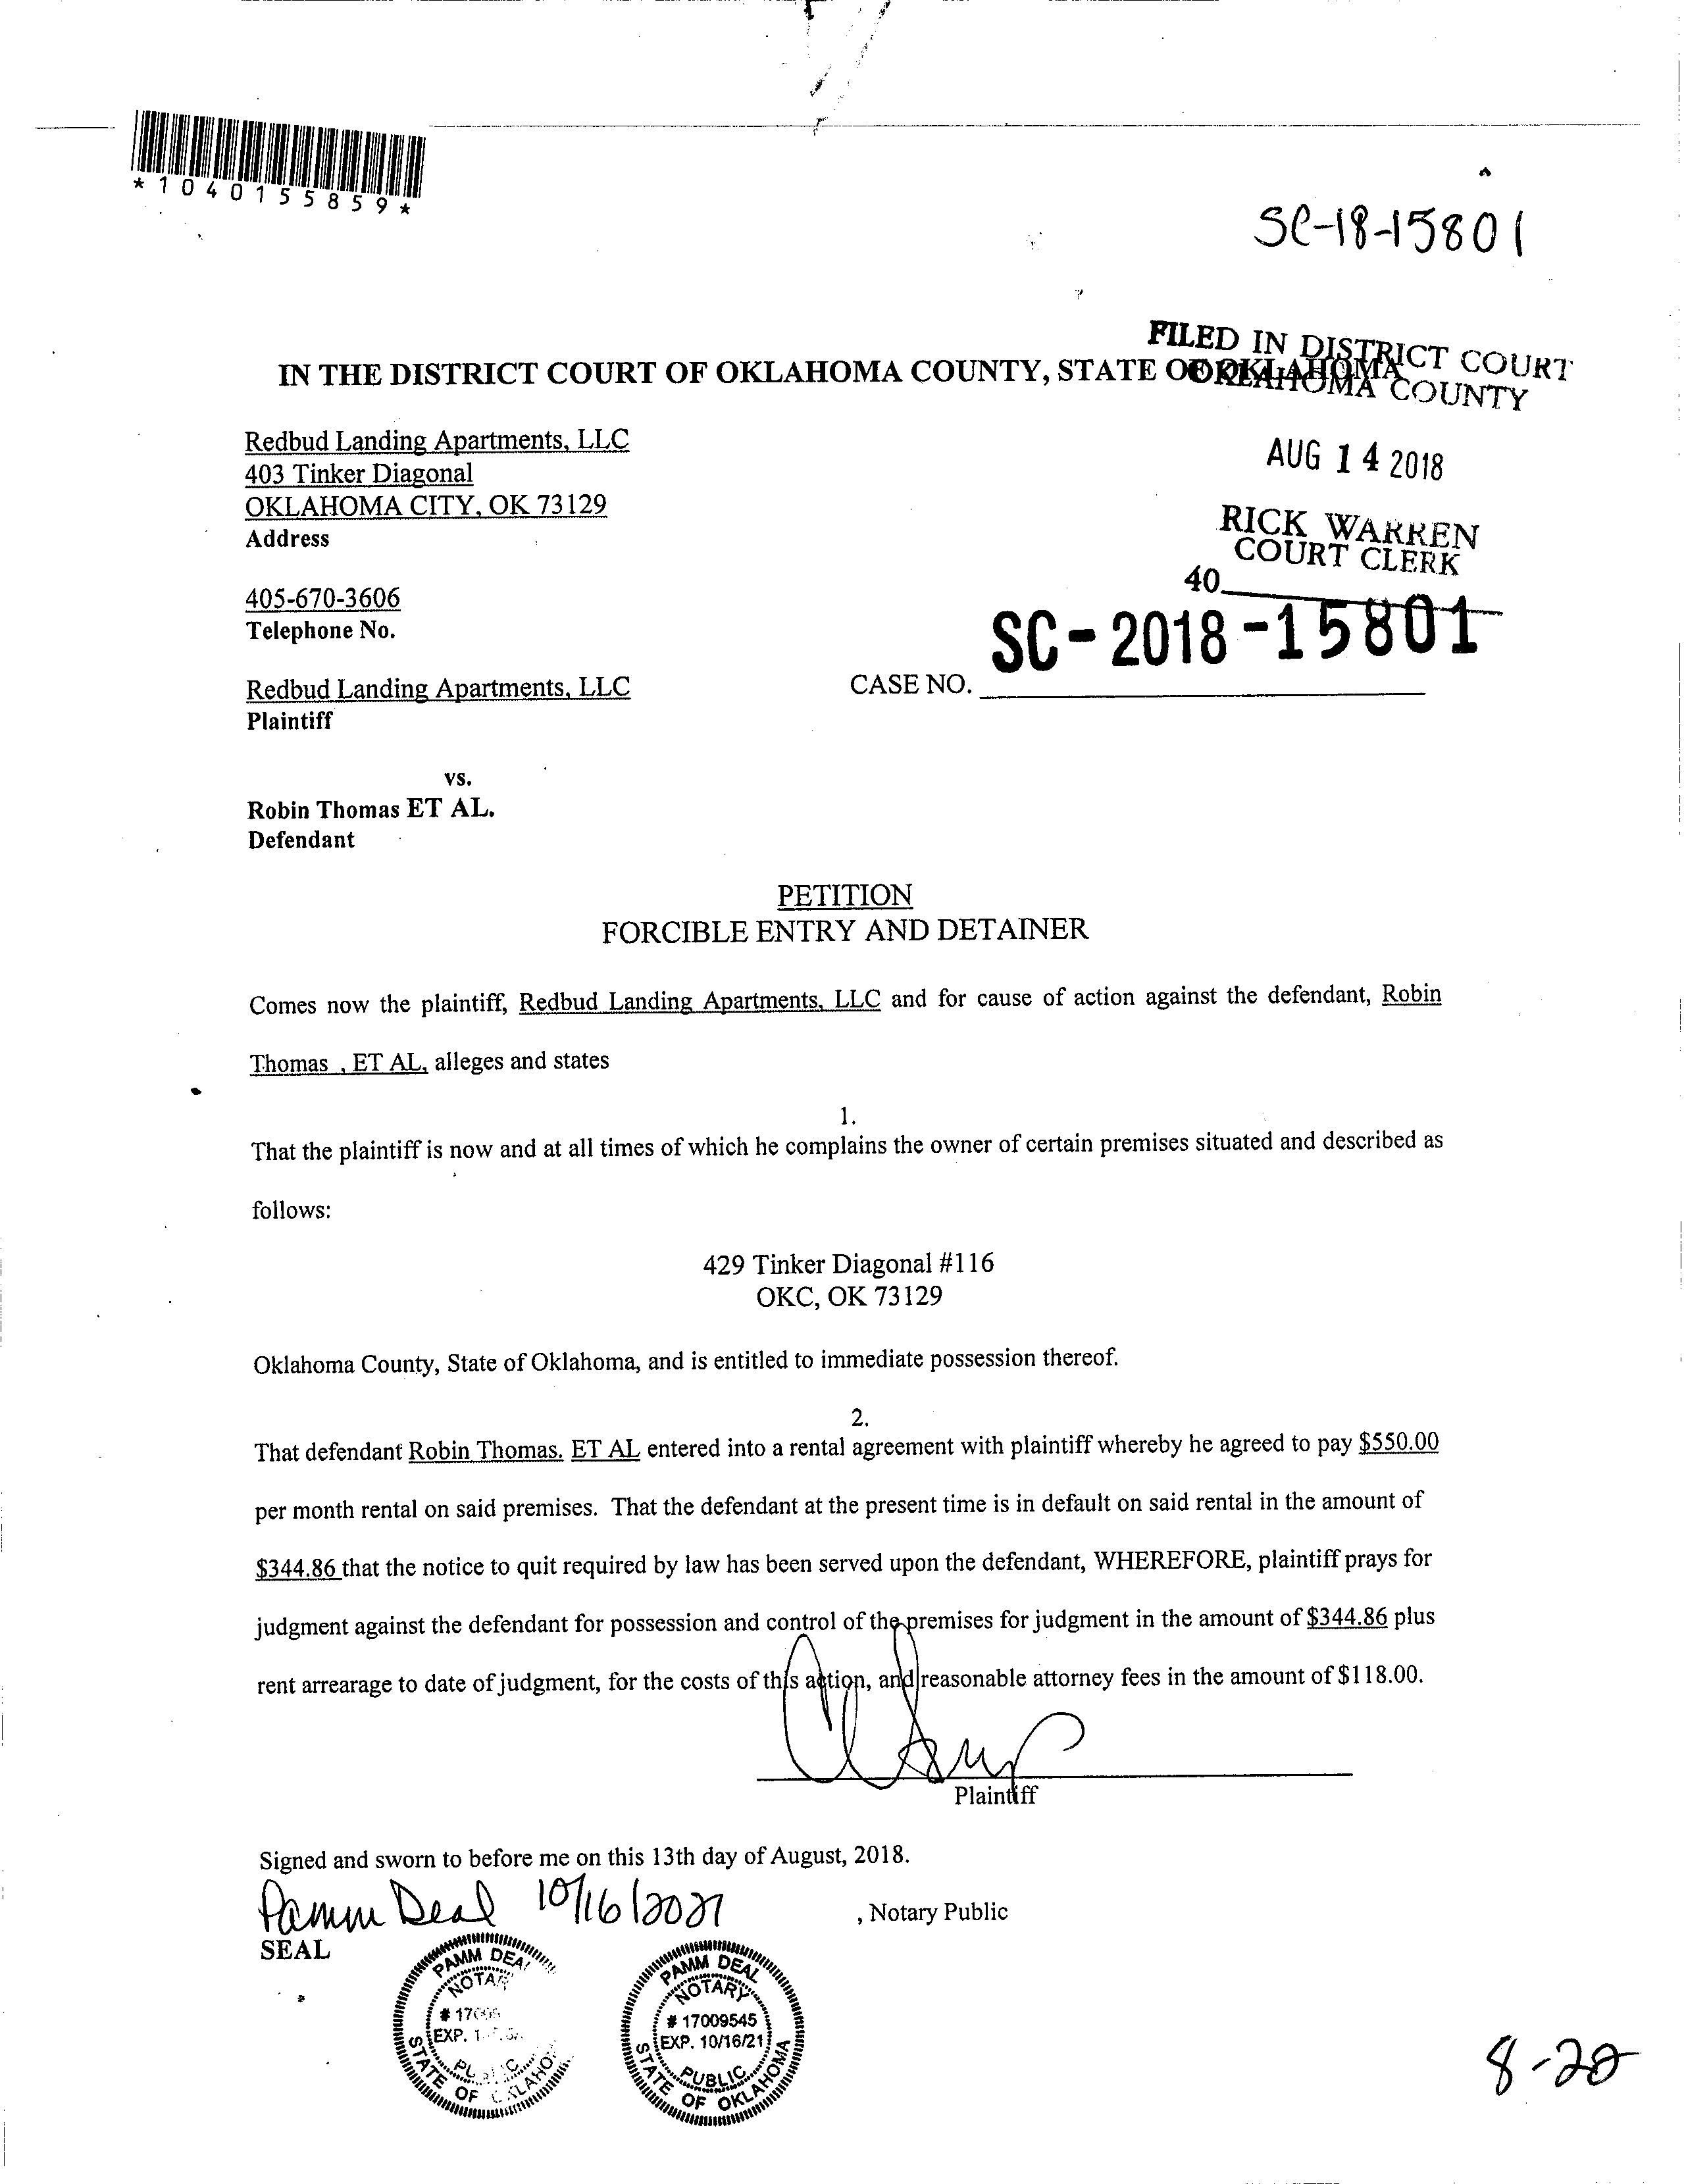 *1040155859*
SC-18-15801
FILED IN DISTRICT COURT
OKLAHOMA COUNTY
IN THE DISTRICT COURT OF OKLAHOMA COUNTY, STATE OF OKLAHOMA
Redbud Landing Apartments, LLC
403 Tinker Diagonal
OKLAHOMA CITY, OK 73129
Address
AUG 14 2018
RICK WARREN
COURT CLERK
40
405-670-3606
Telephone No.
SC-2018-15801
Redbud Landing Apartments, LLC
CASE NO.
Plaintiff
vs.
Robin Thomas ET AL.
Defendant
PETITION
FORCIBLE ENTRY AND DETAINER
Comes now the plaintiff, Redbud Landing Apartments, LLC and for cause of action against the defendant, Robin
Thomas , ET AL, alleges and states
1.
That the plaintiff is now and at all times of which he complains the owner of certain premises situated and described as
follows:
429 Tinker Diagonal #116
OKC, OK 73129
Oklahoma County, State of Oklahoma, and is entitled to immediate possession thereof.
2.
That defendant Robin Thomas. ET AL entered into a rental agreement with plaintiff whereby he agreed to pay $550.00
per month rental on said premises. That the defendant at the present time is in default on said rental in the amount of
$344.86 that the notice to quit required by law has been served upon the defendant, WHEREFORE, plaintiff prays for
judgment against the defendant for possession and control of the premises for judgment in the amount of $344.86 plus
rent arrearage to date of judgment, for the costs of this action, and reasonable attorney fees in the amount of $118.00.
Plaintiff
Signed and sworn to before me on this 13th day of August, 2018.
Pamm Deal 10/16/2021 , Notary Public
SEAL
PAMM DEAL
NOTARY
# 17009545
EXP. 10/16/21
PUBLIC
STATE OF OKLAHOMA
8-20